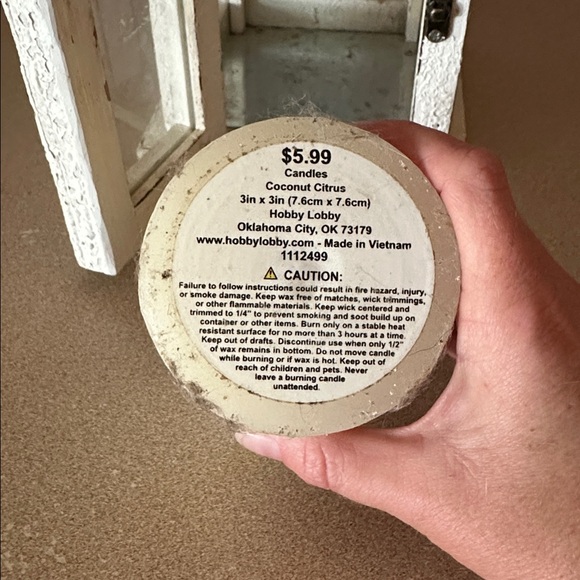 $5.99
Candles
Coconut Citrus
3in x 3in (7.6cm x 7.6cm)
Hobby Lobby
Oklahoma City, OK 73179
www.hobbylobby.com - Made in Vietnam
1112499
⚠ CAUTION:
Failure to follow instructions could result in fire hazard, injury,
or smoke damage. Keep wax free of matches, wick trimmings,
or other flammable materials. Keep wick centered and
trimmed to 1/4" to prevent smoking and soot build up on
container or other items. Burn only on a stable heat
resistant surface for no more than 3 hours at a time.
Keep out of drafts. Discontinue use when only 1/2"
of wax remains in bottom. Do not move candle
while burning or if wax is hot. Keep out of
reach of children and pets. Never
leave a burning candle
unattended.